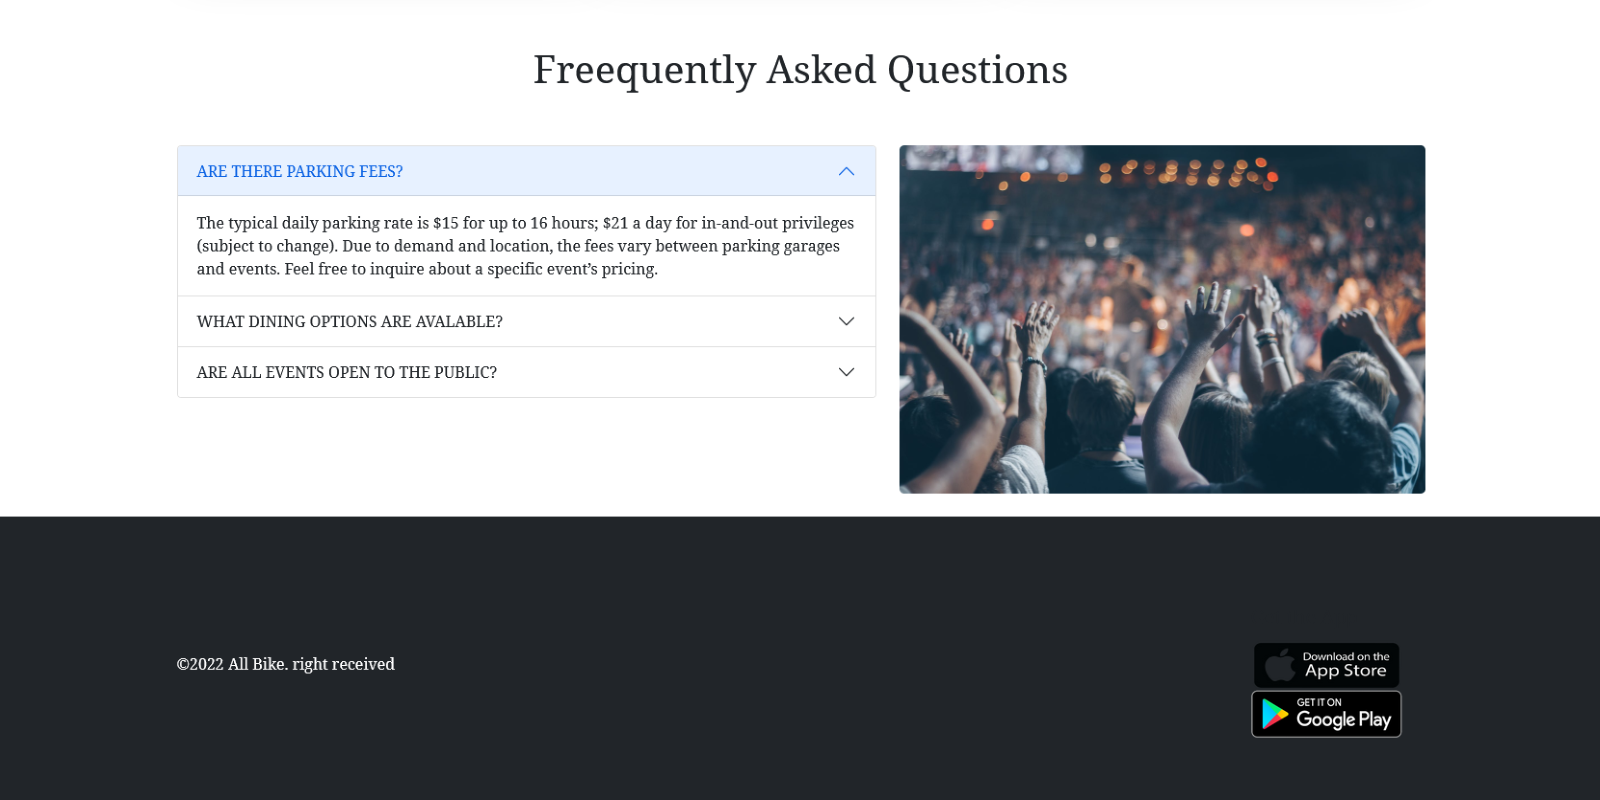 Freequently Asked Questions
ARE THERE PARKING FEES?
The typical daily parking rate is $15 for up to 16 hours; $21 a day for in-and-out privileges
(subject to change). Due to demand and location, the fees vary between parking garages
and events. Feel free to inquire about a specific event’s pricing.
WHAT DINING OPTIONS ARE AVALABLE?
ARE ALL EVENTS OPEN TO THE PUBLIC?
©2022 All Bike. right received
Download on the
App Store
GET IT ON
Google Play